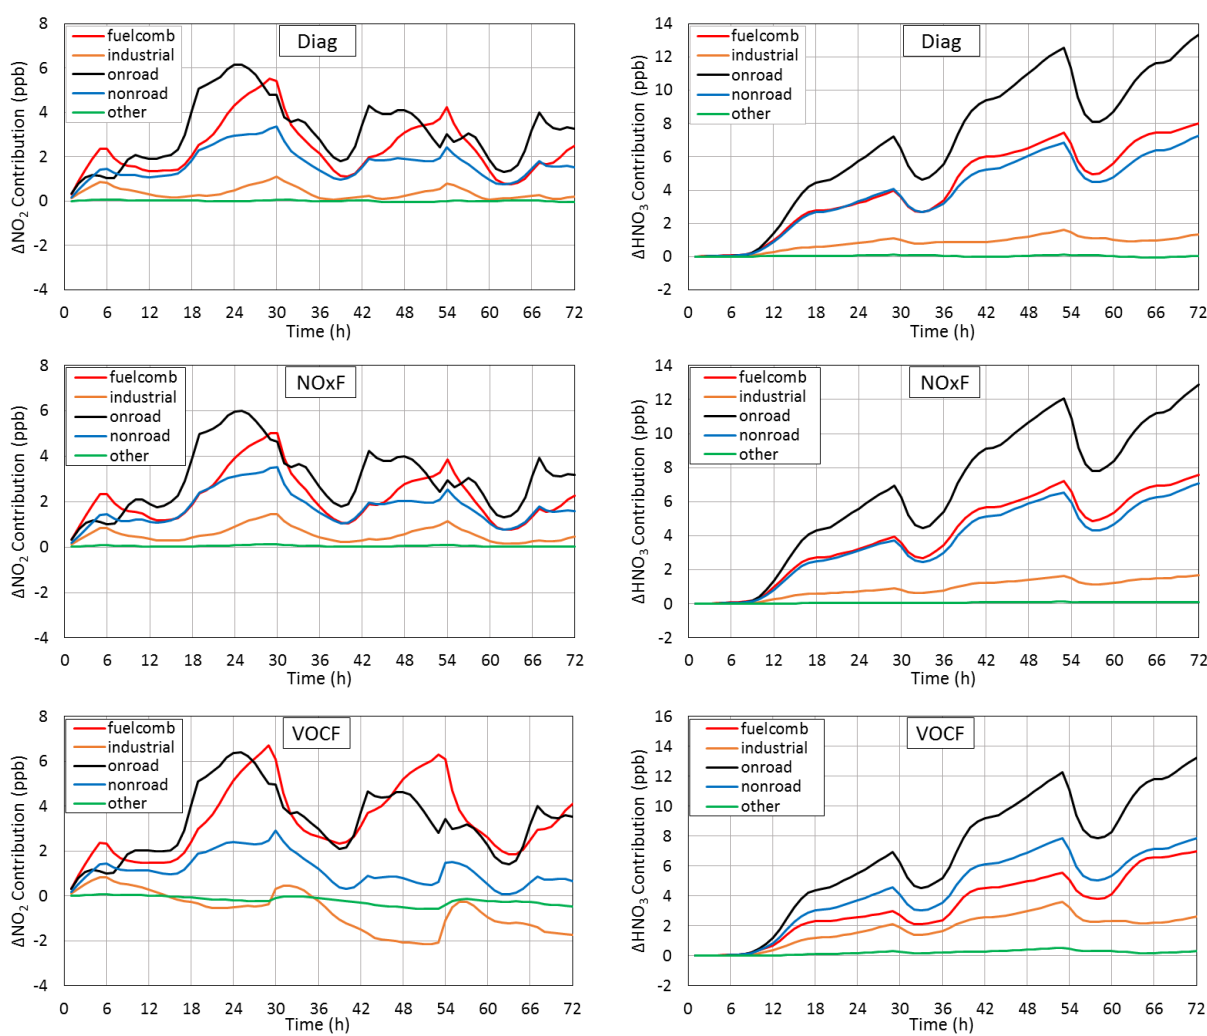 8
6
4
2
0
-2
-4
fuelcomb
industrial
onroad
nonroad
other
Diag
ΔNO₂ Contribution (ppb)
0 6 12 18 24 30 36 42 48 54 60 66 72
Time (h)
14
12
10
8
6
4
2
0
-2
fuelcomb
industrial
onroad
nonroad
other
Diag
ΔHNO₃ Contribution (ppb)
0 6 12 18 24 30 36 42 48 54 60 66 72
Time (h)
8
6
4
2
0
-2
-4
fuelcomb
industrial
onroad
nonroad
other
NOxF
ΔNO₂ Contribution (ppb)
0 6 12 18 24 30 36 42 48 54 60 66 72
Time (h)
14
12
10
8
6
4
2
0
-2
fuelcomb
industrial
onroad
nonroad
other
NOxF
ΔHNO₃ Contribution (ppb)
0 6 12 18 24 30 36 42 48 54 60 66 72
Time (h)
8
6
4
2
0
-2
-4
fuelcomb
industrial
onroad
nonroad
other
VOCF
ΔNO₂ Contribution (ppb)
0 6 12 18 24 30 36 42 48 54 60 66 72
Time (h)
16
14
12
10
8
6
4
2
0
-2
fuelcomb
industrial
onroad
nonroad
other
VOCF
ΔHNO₃ Contribution (ppb)
0 6 12 18 24 30 36 42 48 54 60 66 72
Time (h)